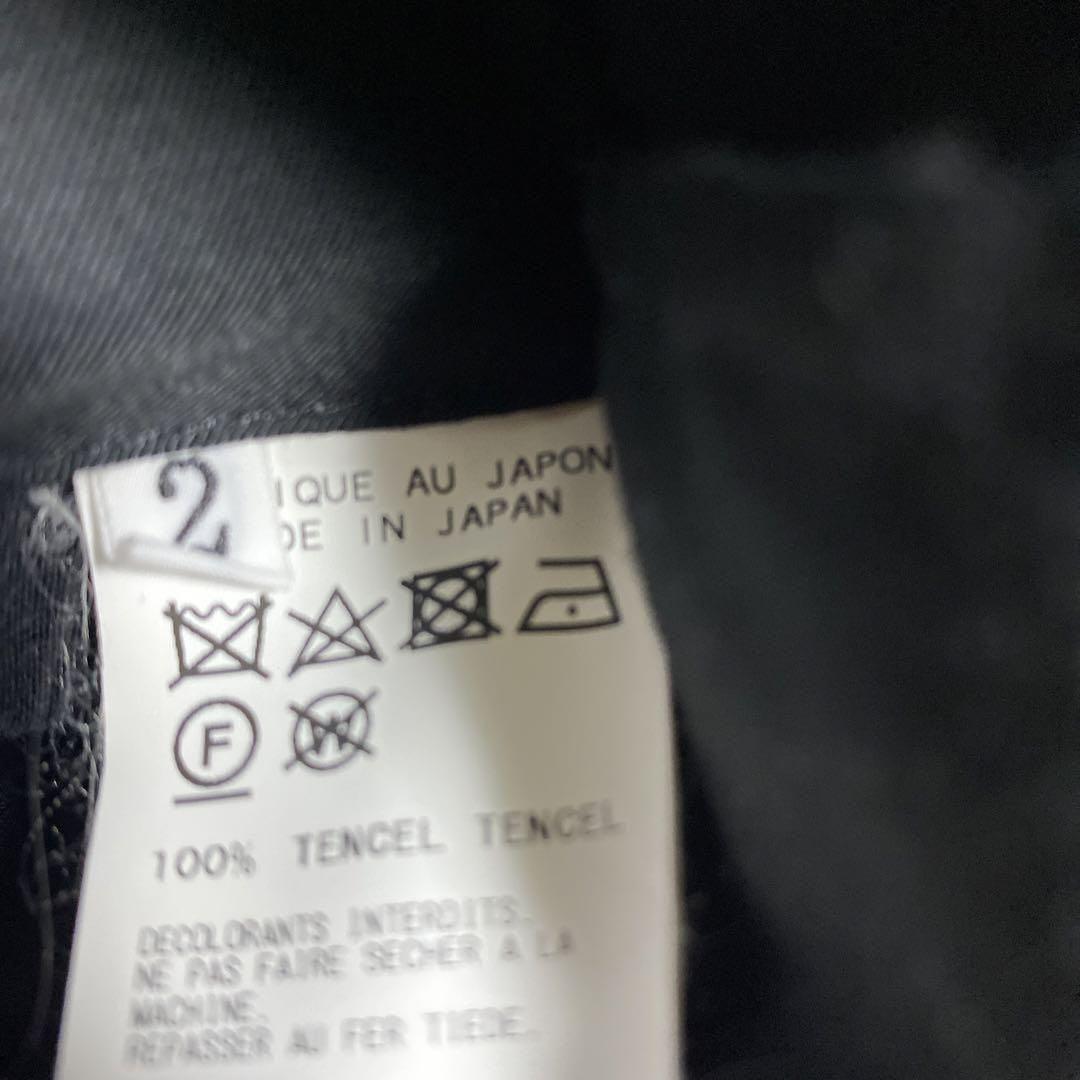 2
IQUE AU JAPON
DE IN JAPAN
F
W
100% TENCEL TENCEL
DECOLORANTS INTERDITS.
NE PAS FAIRE SECHER A LA
MACHINE.
REPASSER AU FER TIEDE.